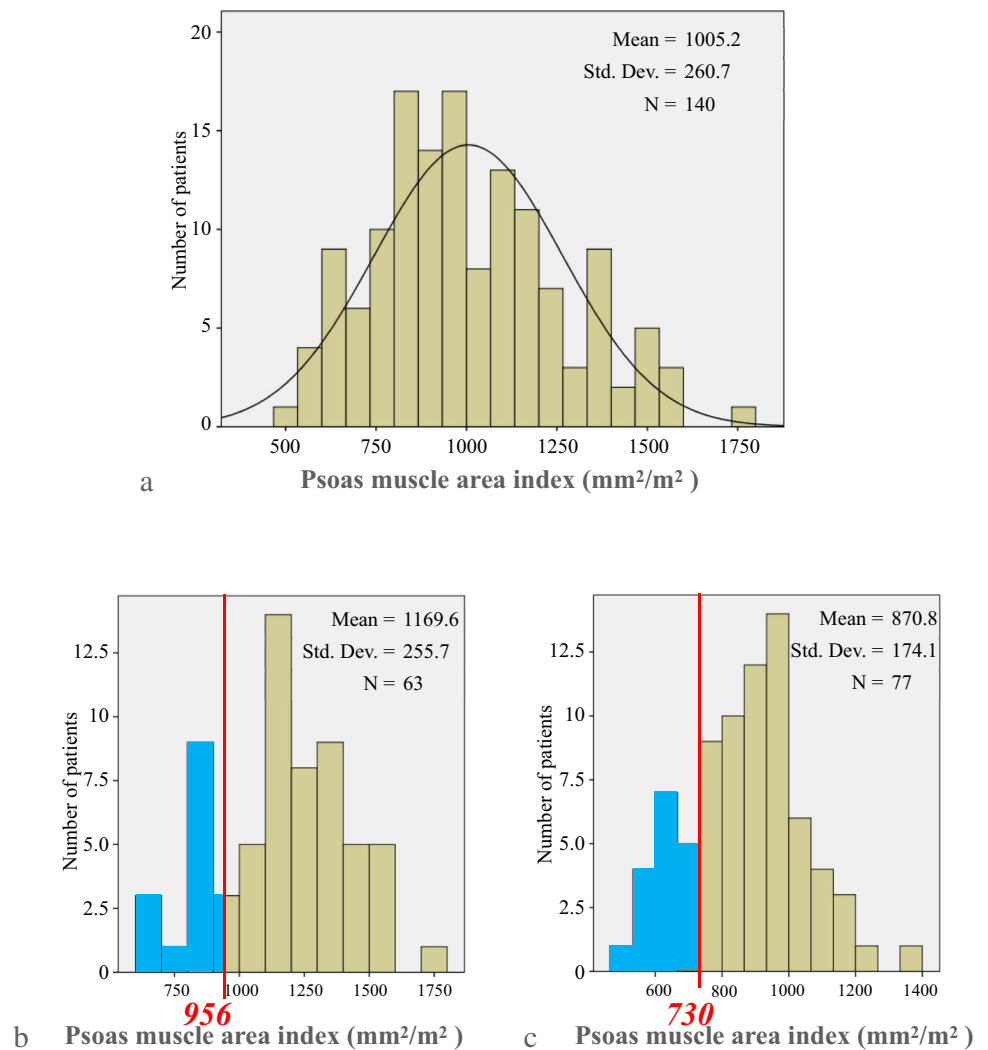 20
15
10
5
0
Number of patients
Mean = 1005.2
Std. Dev. = 260.7
N = 140
500 750 1000 1250 1500 1750
a Psoas muscle area index (mm²/m² )
12.5
10
7.5
5.0
2.5
0
Number of patients
Mean = 1169.6
Std. Dev. = 255.7
N = 63
750 1000 1250 1500 1750
956
b Psoas muscle area index (mm²/m² )
12.5
10
7.5
5.0
2.5
0
Number of patients
Mean = 870.8
Std. Dev. = 174.1
N = 77
600 800 1000 1200 1400
730
c Psoas muscle area index (mm²/m² )